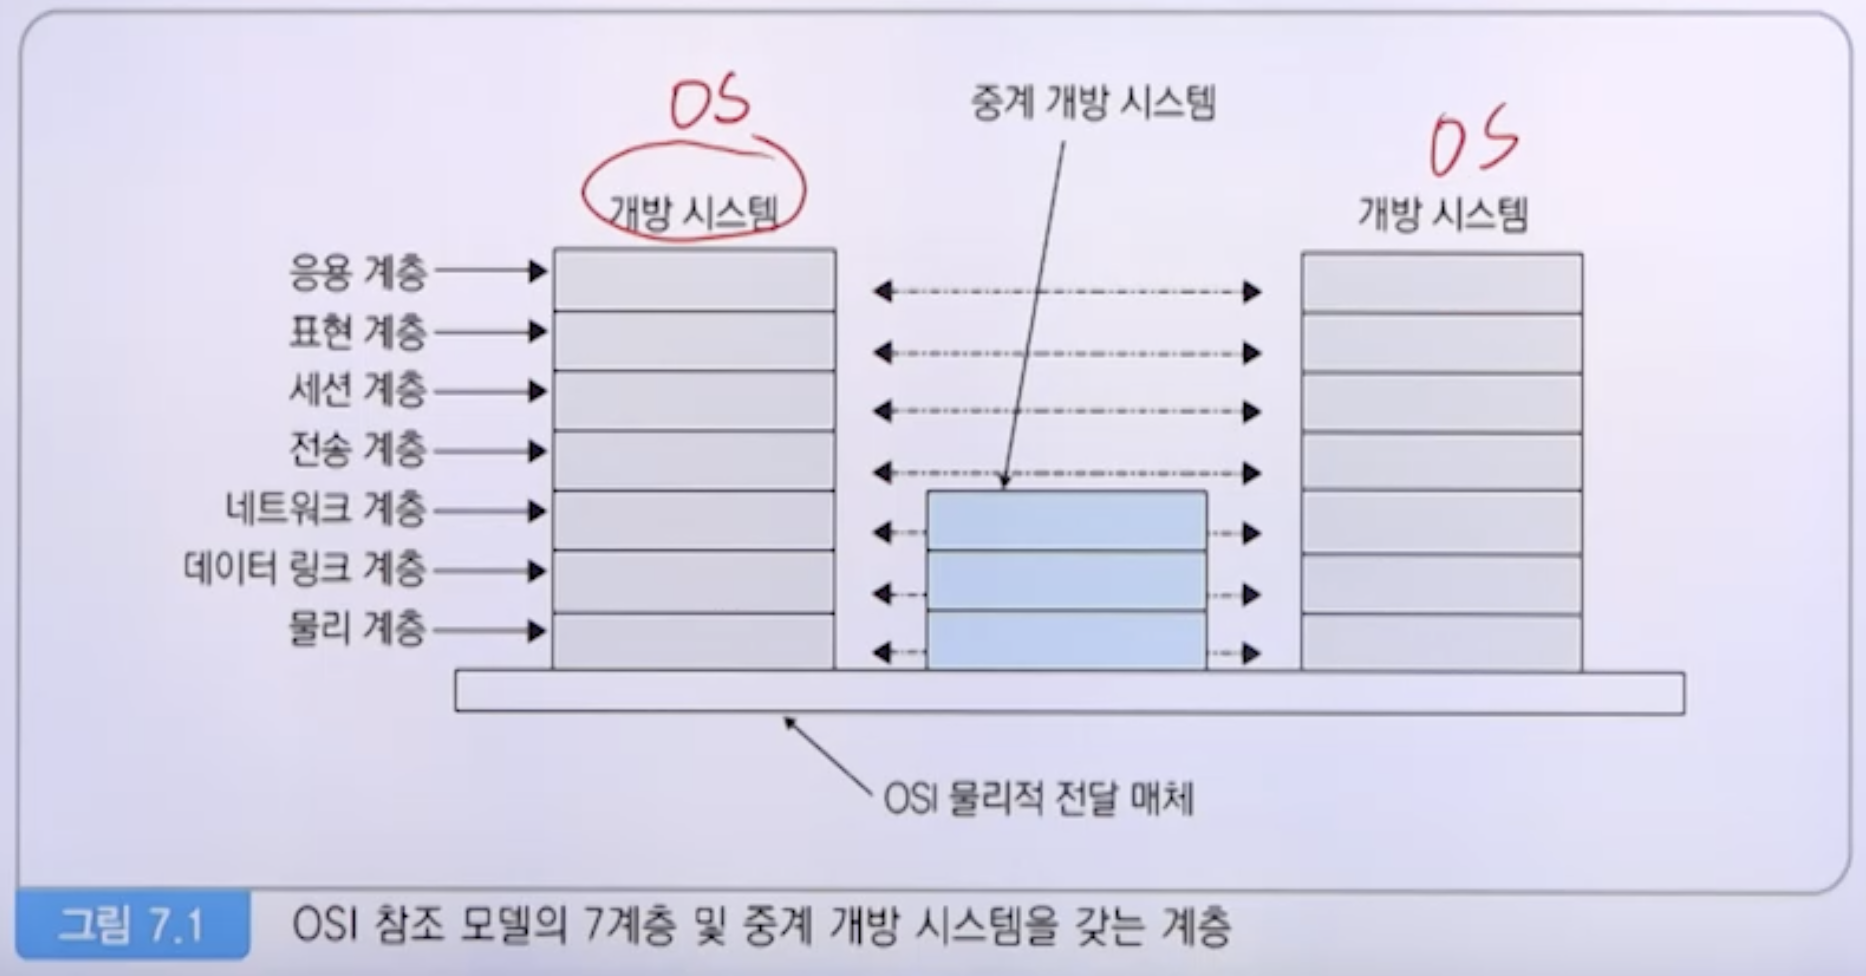 OS
중계 개방 시스템
OS
개방 시스템
개방 시스템
응용 계층
표현 계층
세션 계층
전송 계층
네트워크 계층
데이터 링크 계층
물리 계층
OSI 물리적 전달 매체
그림 7.1 OSI 참조 모델의 7계층 및 중계 개방 시스템을 갖는 계층